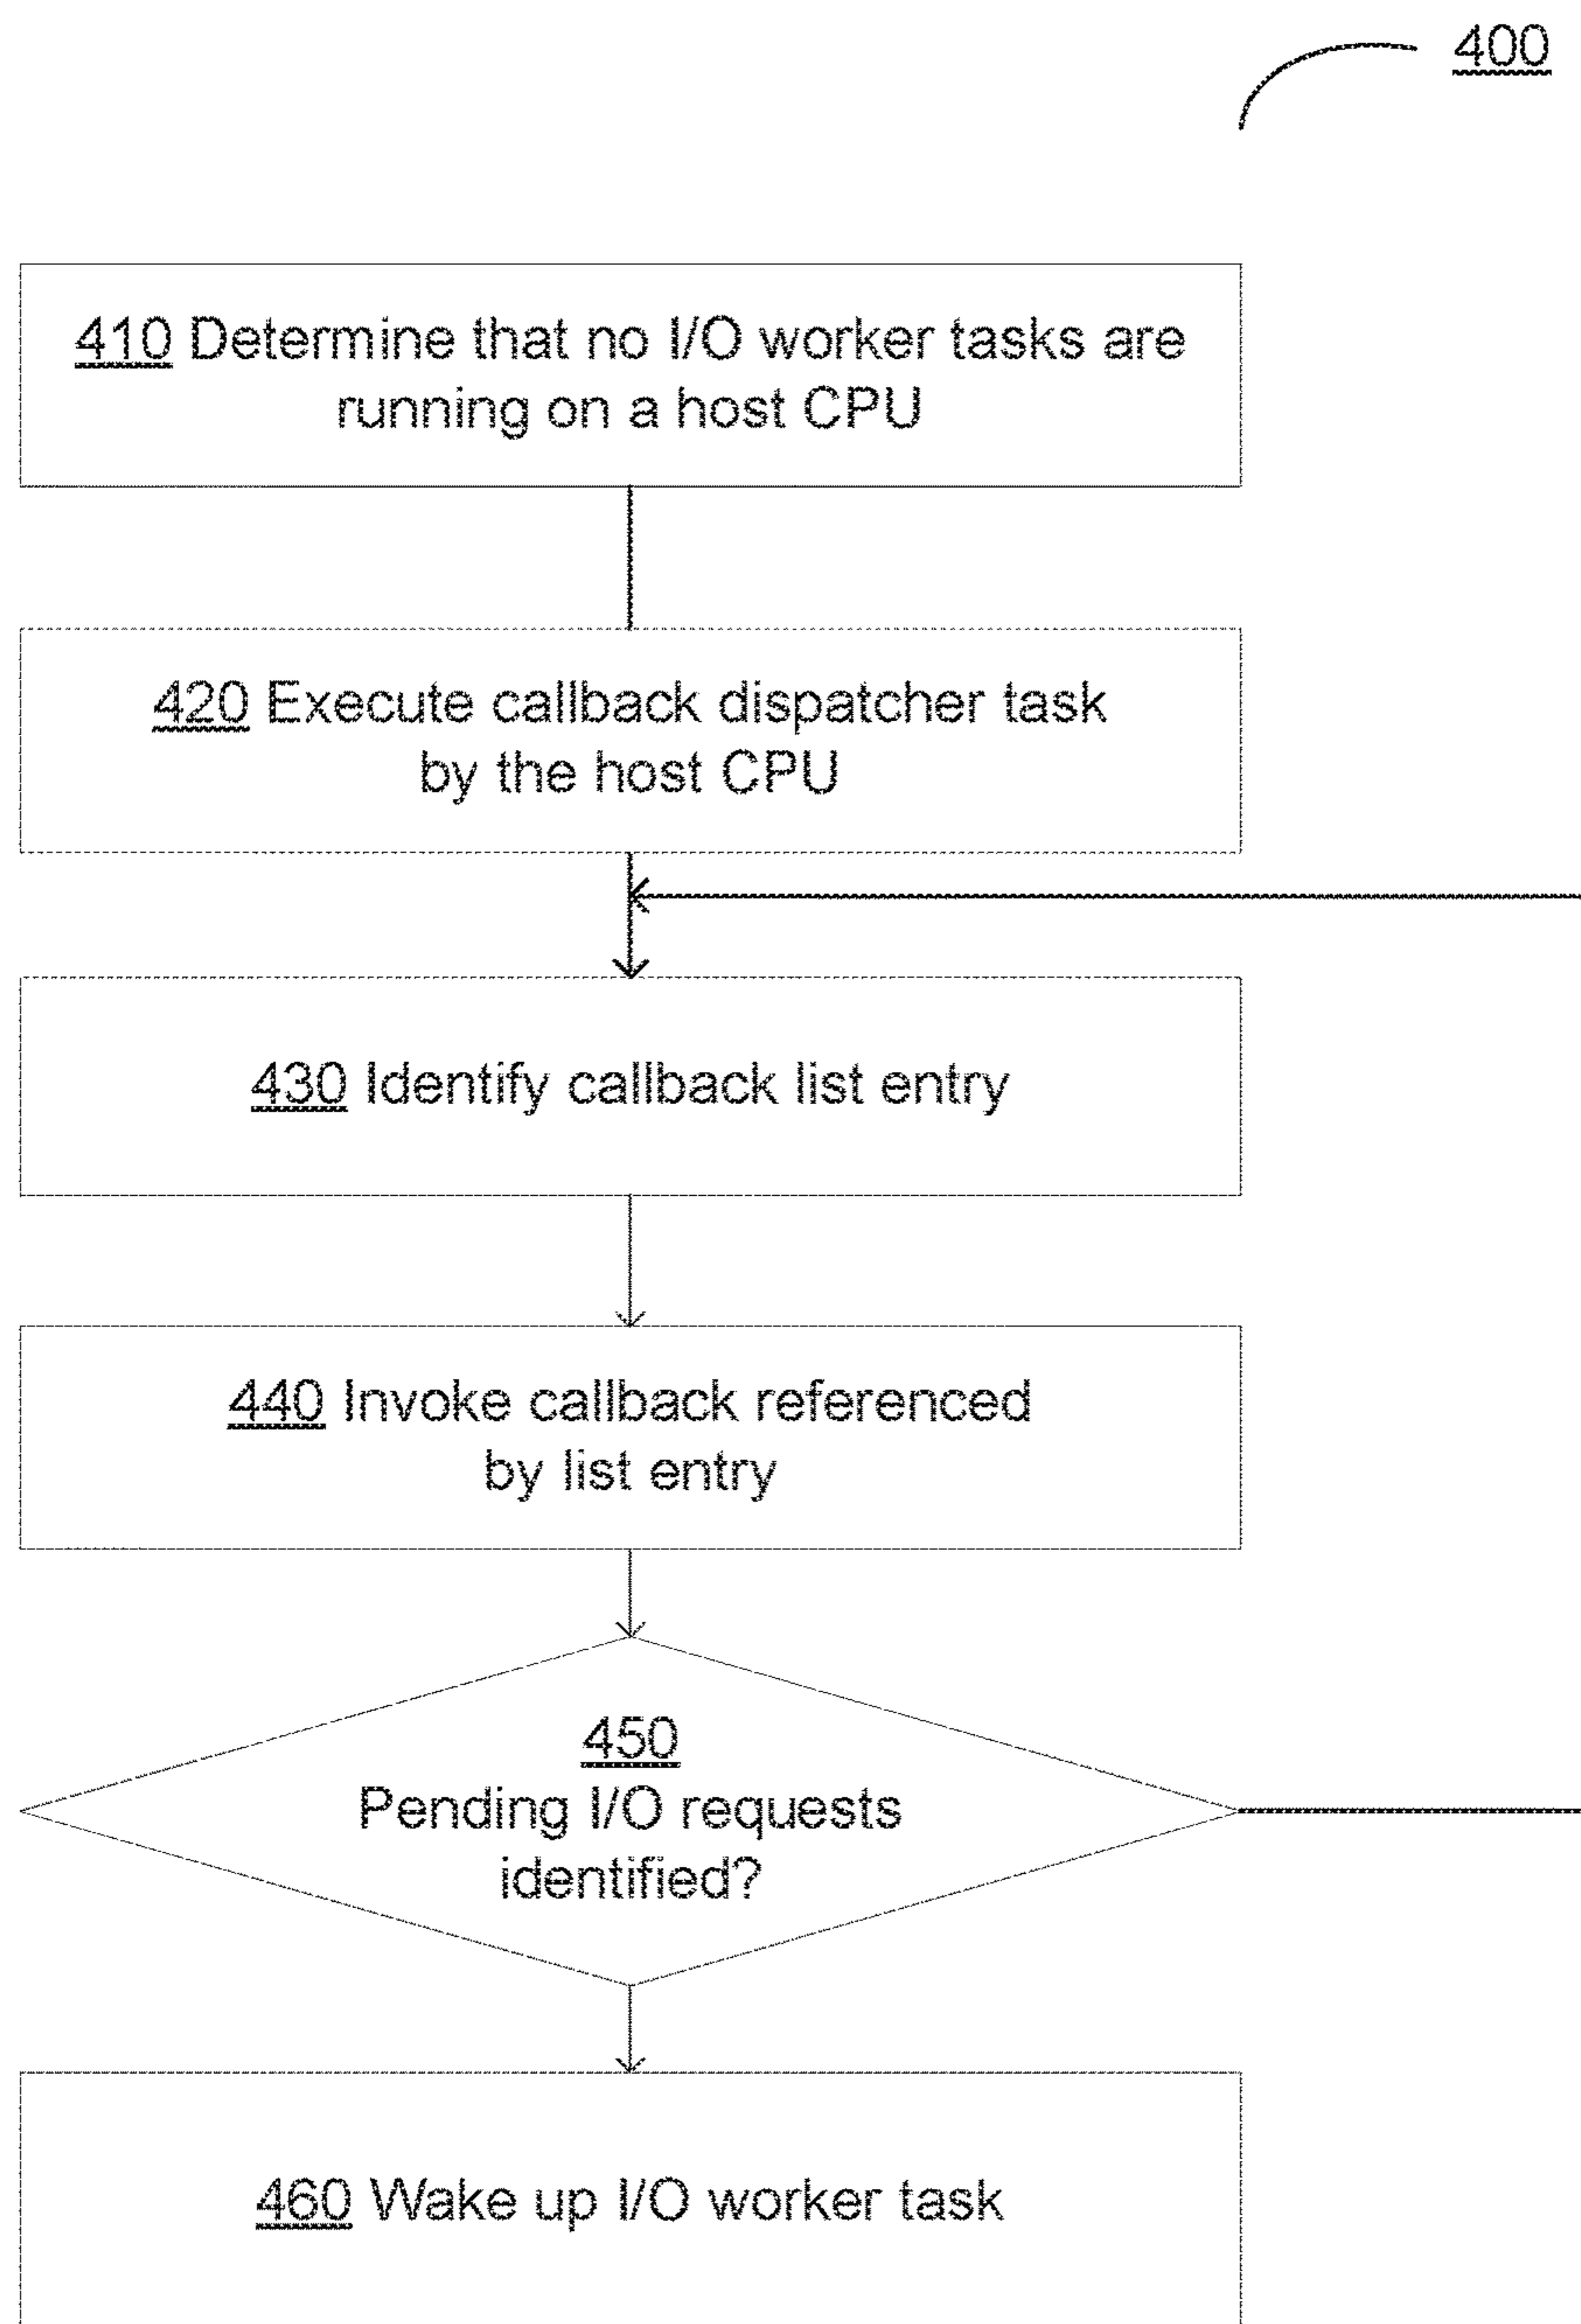 400
410 Determine that no I/O worker tasks are
running on a host CPU
420 Execute callback dispatcher task
by the host CPU
430 Identify callback list entry
440 Invoke callback referenced
by list entry
450
Pending I/O requests
identified?
460 Wake up I/O worker task